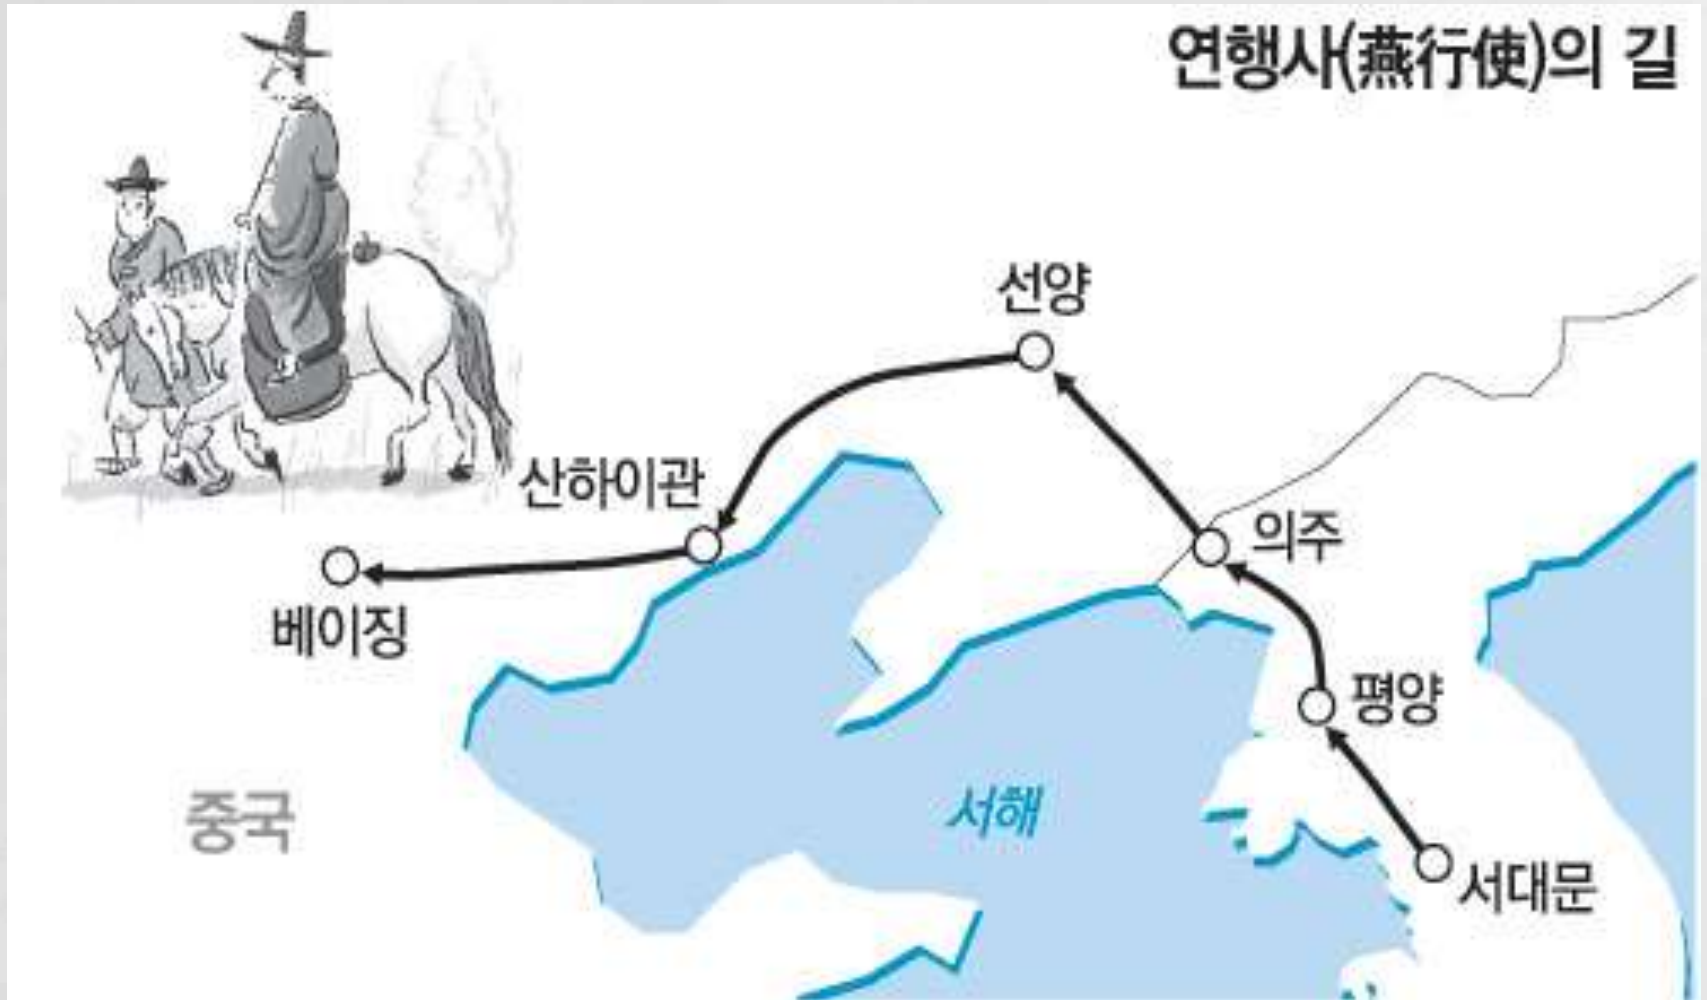 연행사(燕行使)의 길
선양
산하이관
의주
베이징
평양
중국
서해
서대문